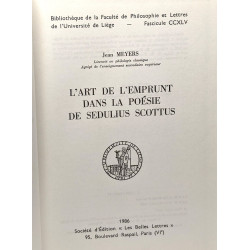 Bibliothèque de la Faculté de Philosophie et Lettres
de l'Université de Liège — Fascicule CCXLV
Jean MEYERS
Licencié en philologie classique
Agrégé de l'enseignement secondaire supérieur
L'ART DE L'EMPRUNT
DANS LA POÉSIE
DE SEDULIUS SCOTTUS
1986
Société d'Édition « Les Belles Lettres »
95, Boulevard Raspail, Paris (VIe)